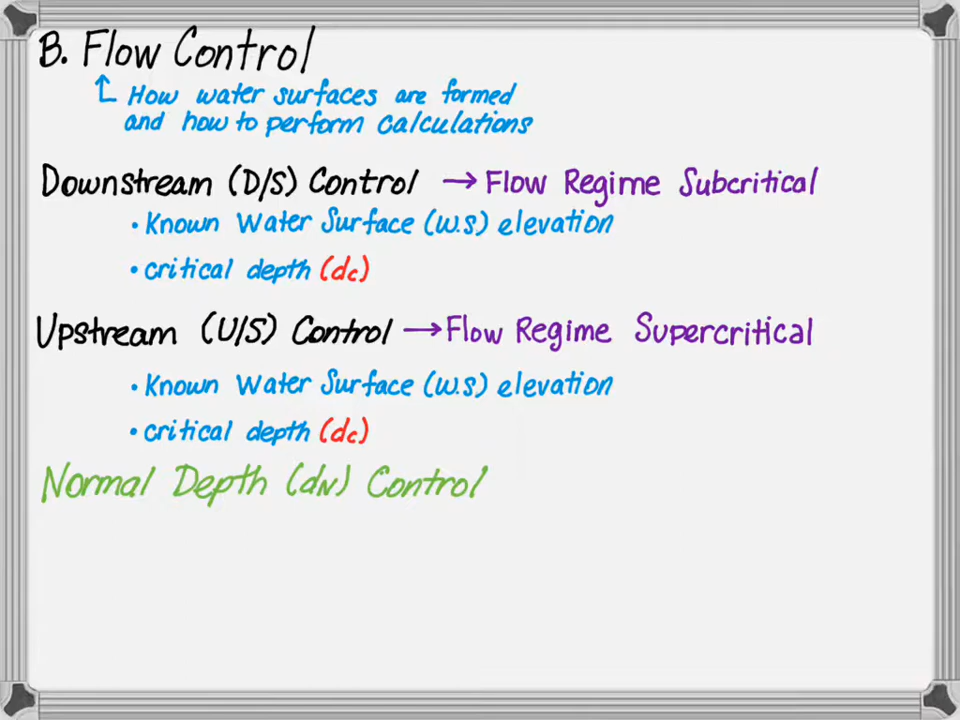 B. Flow Control
How water surfaces are formed
and how to perform calculations
Downstream (D/S) Control → Flow Regime Subcritical
• Known Water Surface (W.S) elevation
• critical depth (dc)
Upstream (U/S) Control → Flow Regime Supercritical
• Known Water Surface (W.S) elevation
• critical depth (dc)
Normal Depth (dN) Control